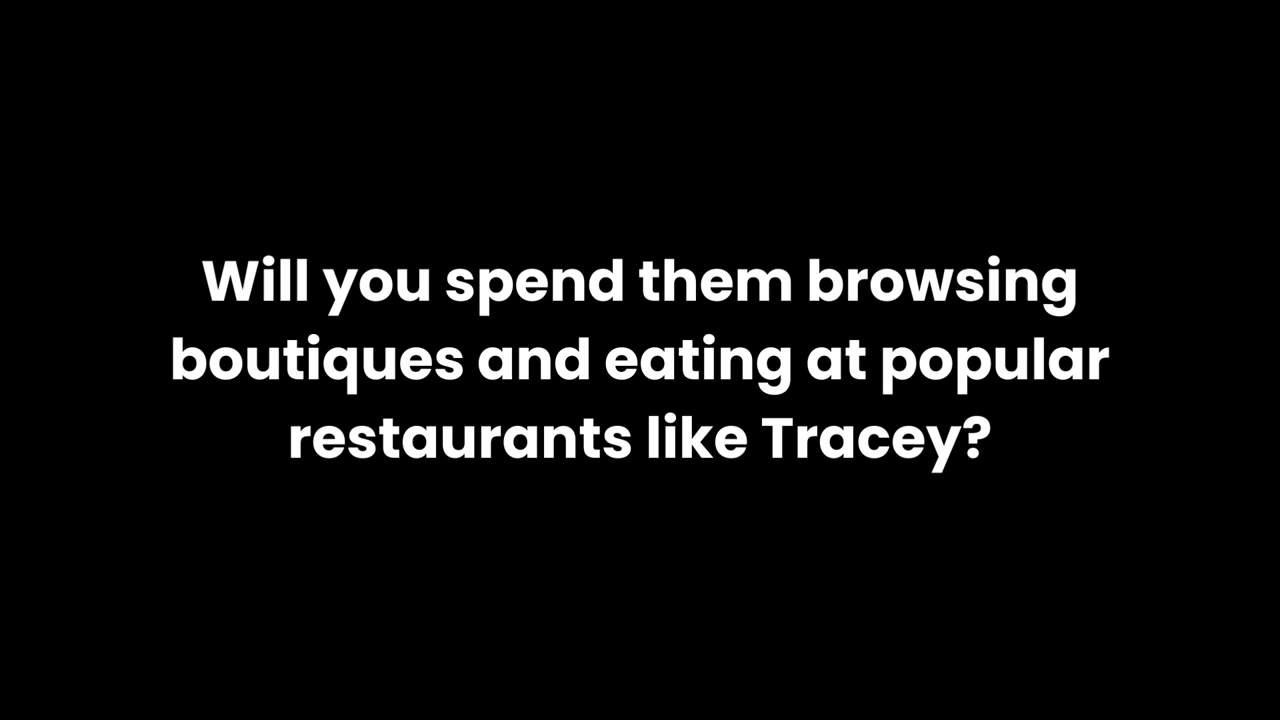 Will you spend them browsing
boutiques and eating at popular
restaurants like Tracey?